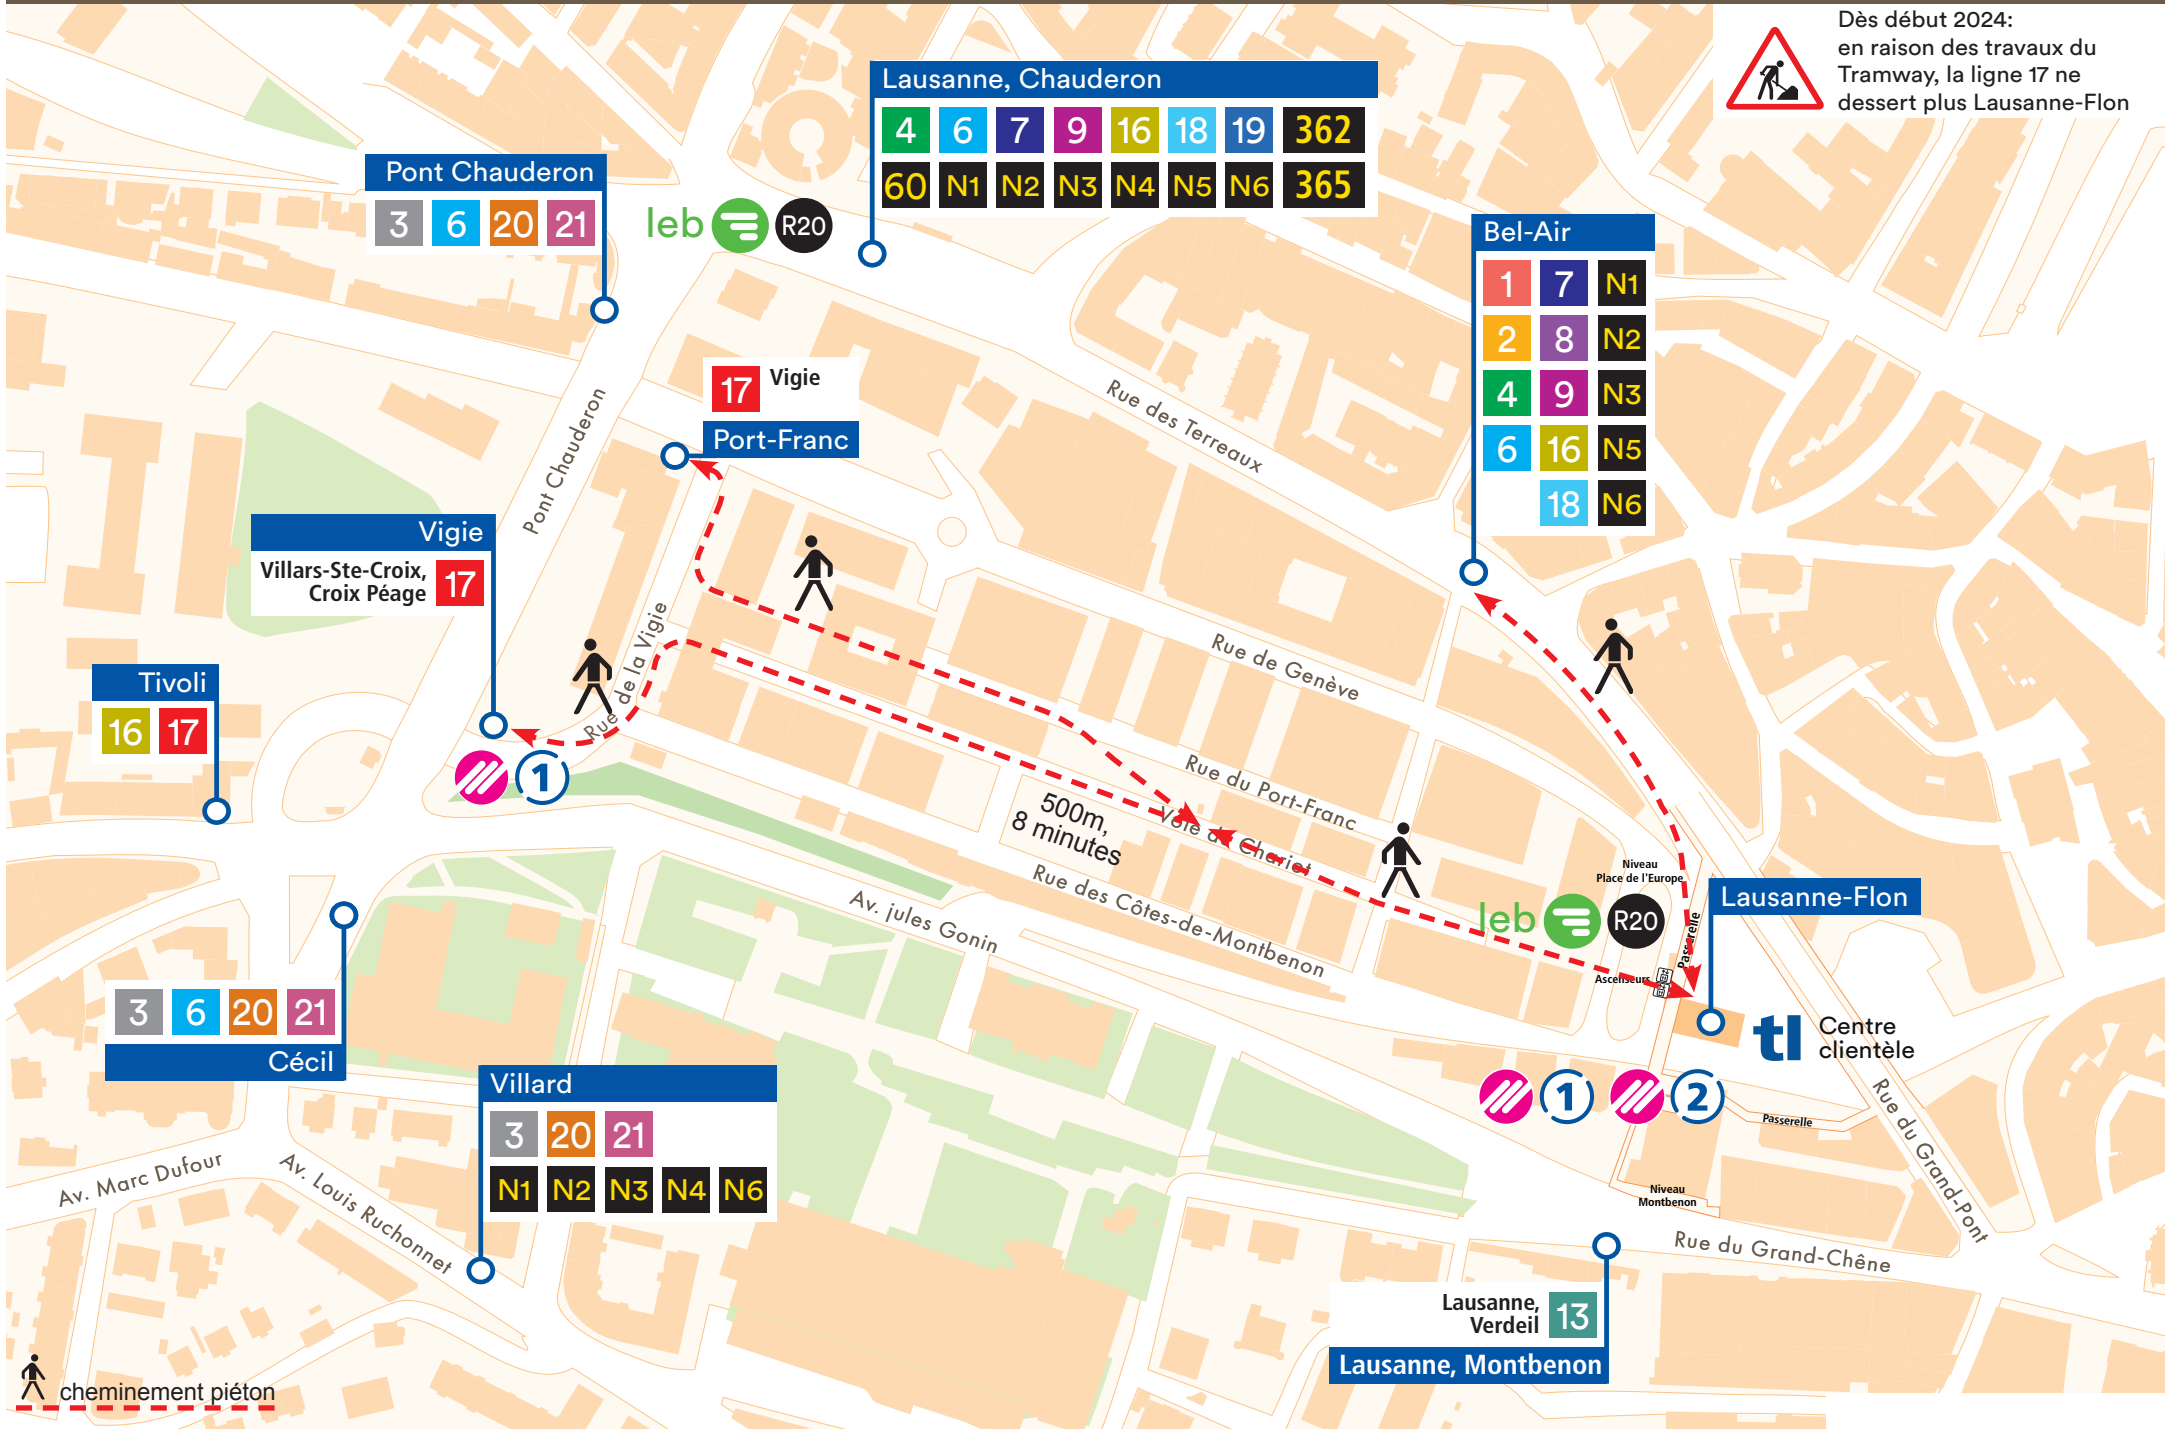 Dès début 2024:
en raison des travaux du
Tramway, la ligne 17 ne
dessert plus Lausanne-Flon
Lausanne, Chauderon
4 6 7 9 16 18 19 362
60 N1 N2 N3 N4 N5 N6 365
Pont Chauderon
3 6 20 21
leb R20
Bel-Air
1 7 N1
2 8 N2
4 9 N3
6 16 N5
18 N6
17 Vigie
Port-Franc
Rue des Terreaux
Pont Chauderon
Vigie
Villars-Ste-Croix,
Croix Péage 17
Rue de la Vigie
Rue de Genève
Tivoli
16 17
1
Rue du Port-Franc
500m,
8 minutes
Voie du Chariot
Rue des Côtes-de-Montbenon
Av. jules Gonin
Niveau
Place de l'Europe
Lausanne-Flon
leb R20
Passerelle
Ascenseurs
tl Centre
clientèle
3 6 20 21
Cécil
1 2
Passerelle
Rue du Grand-Pont
Villard
3 20 21
N1 N2 N3 N4 N6
Av. Marc Dufour
Av. Louis Ruchonnet
Niveau
Montbenon
Rue du Grand-Chêne
Lausanne,
Verdeil 13
Lausanne, Montbenon
cheminement piéton